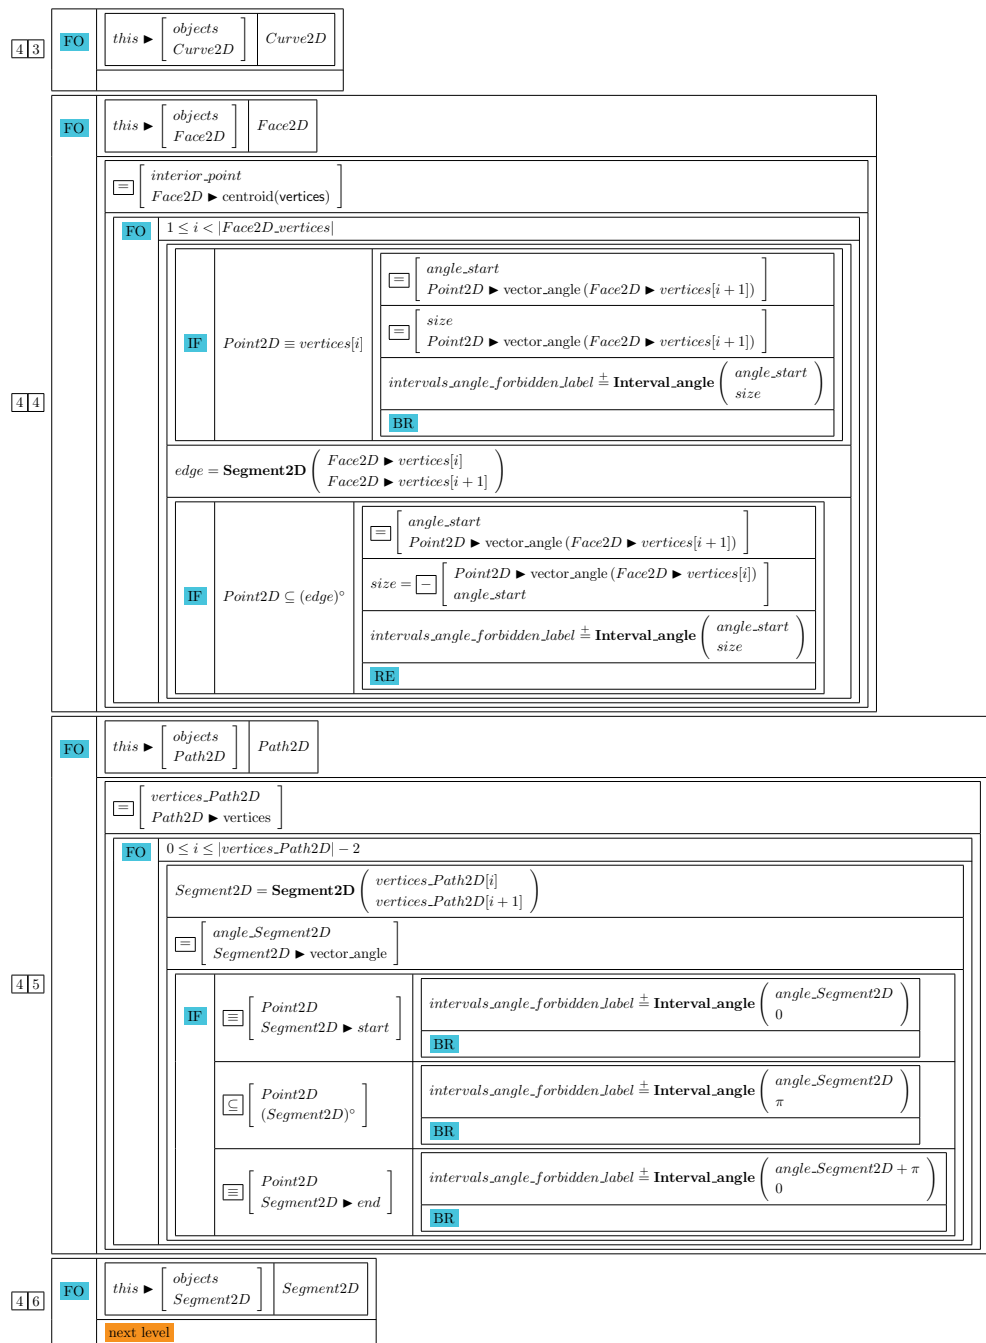 4 3 FO this ► [ objects Curve2D ] Curve2D
4 4 FO this ► [ objects Face2D ] Face2D
= [ interior_point
Face2D ► centroid(vertices) ]
FO 1 ≤ i < |Face2D_vertices|
IF Point2D ≡ vertices[i]
= [ angle_start
Point2D ► vector_angle (Face2D ► vertices[i + 1]) ]
= [ size
Point2D ► vector_angle (Face2D ► vertices[i + 1]) ]
intervals_angle_forbidden_label ± Interval_angle ( angle_start
size )
BR
edge = Segment2D ( Face2D ► vertices[i]
Face2D ► vertices[i + 1] )
IF Point2D ⊆ (edge)°
= [ angle_start
Point2D ► vector_angle (Face2D ► vertices[i + 1]) ]
size = − [ Point2D ► vector_angle (Face2D ► vertices[i])
angle_start ]
intervals_angle_forbidden_label ± Interval_angle ( angle_start
size )
RE
4 5 FO this ► [ objects Path2D ] Path2D
= [ vertices_Path2D
Path2D ► vertices ]
FO 0 ≤ i ≤ |vertices_Path2D| − 2
Segment2D = Segment2D ( vertices_Path2D[i]
vertices_Path2D[i + 1] )
= [ angle_Segment2D
Segment2D ► vector_angle ]
IF ≡ [ Point2D
Segment2D ► start ]
intervals_angle_forbidden_label ± Interval_angle ( angle_Segment2D
0 )
BR
⊆ [ Point2D
(Segment2D)° ]
intervals_angle_forbidden_label ± Interval_angle ( angle_Segment2D
π )
BR
≡ [ Point2D
Segment2D ► end ]
intervals_angle_forbidden_label ± Interval_angle ( angle_Segment2D + π
0 )
BR
4 6 FO this ► [ objects Segment2D ] Segment2D
next level